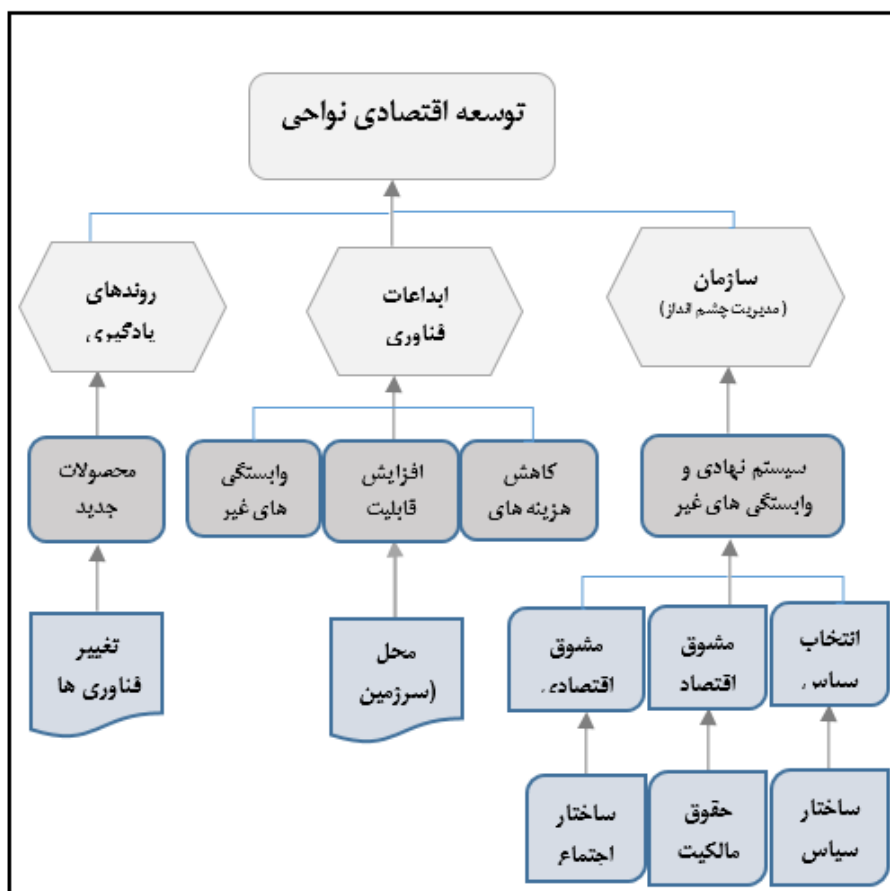 توسعه اقتصادی نواحی
سازمان
(مدیریت چشم انداز)
ابداعات
فناوری
روندهای
یادگیری
سیستم نهادی و
وابستگی های غیر
کاهش
هزینه های
افزایش
قابلیت
وابستگی
های غیر
محصولات
جدید
انتخاب
سیاس
مشوق
اقتصاد
مشوق
اقتصادی
محل
(سرزمین
تغییر
فناوری ها
ساختار
سیاس
حقوق
مالکیت
ساختار
اجتماع